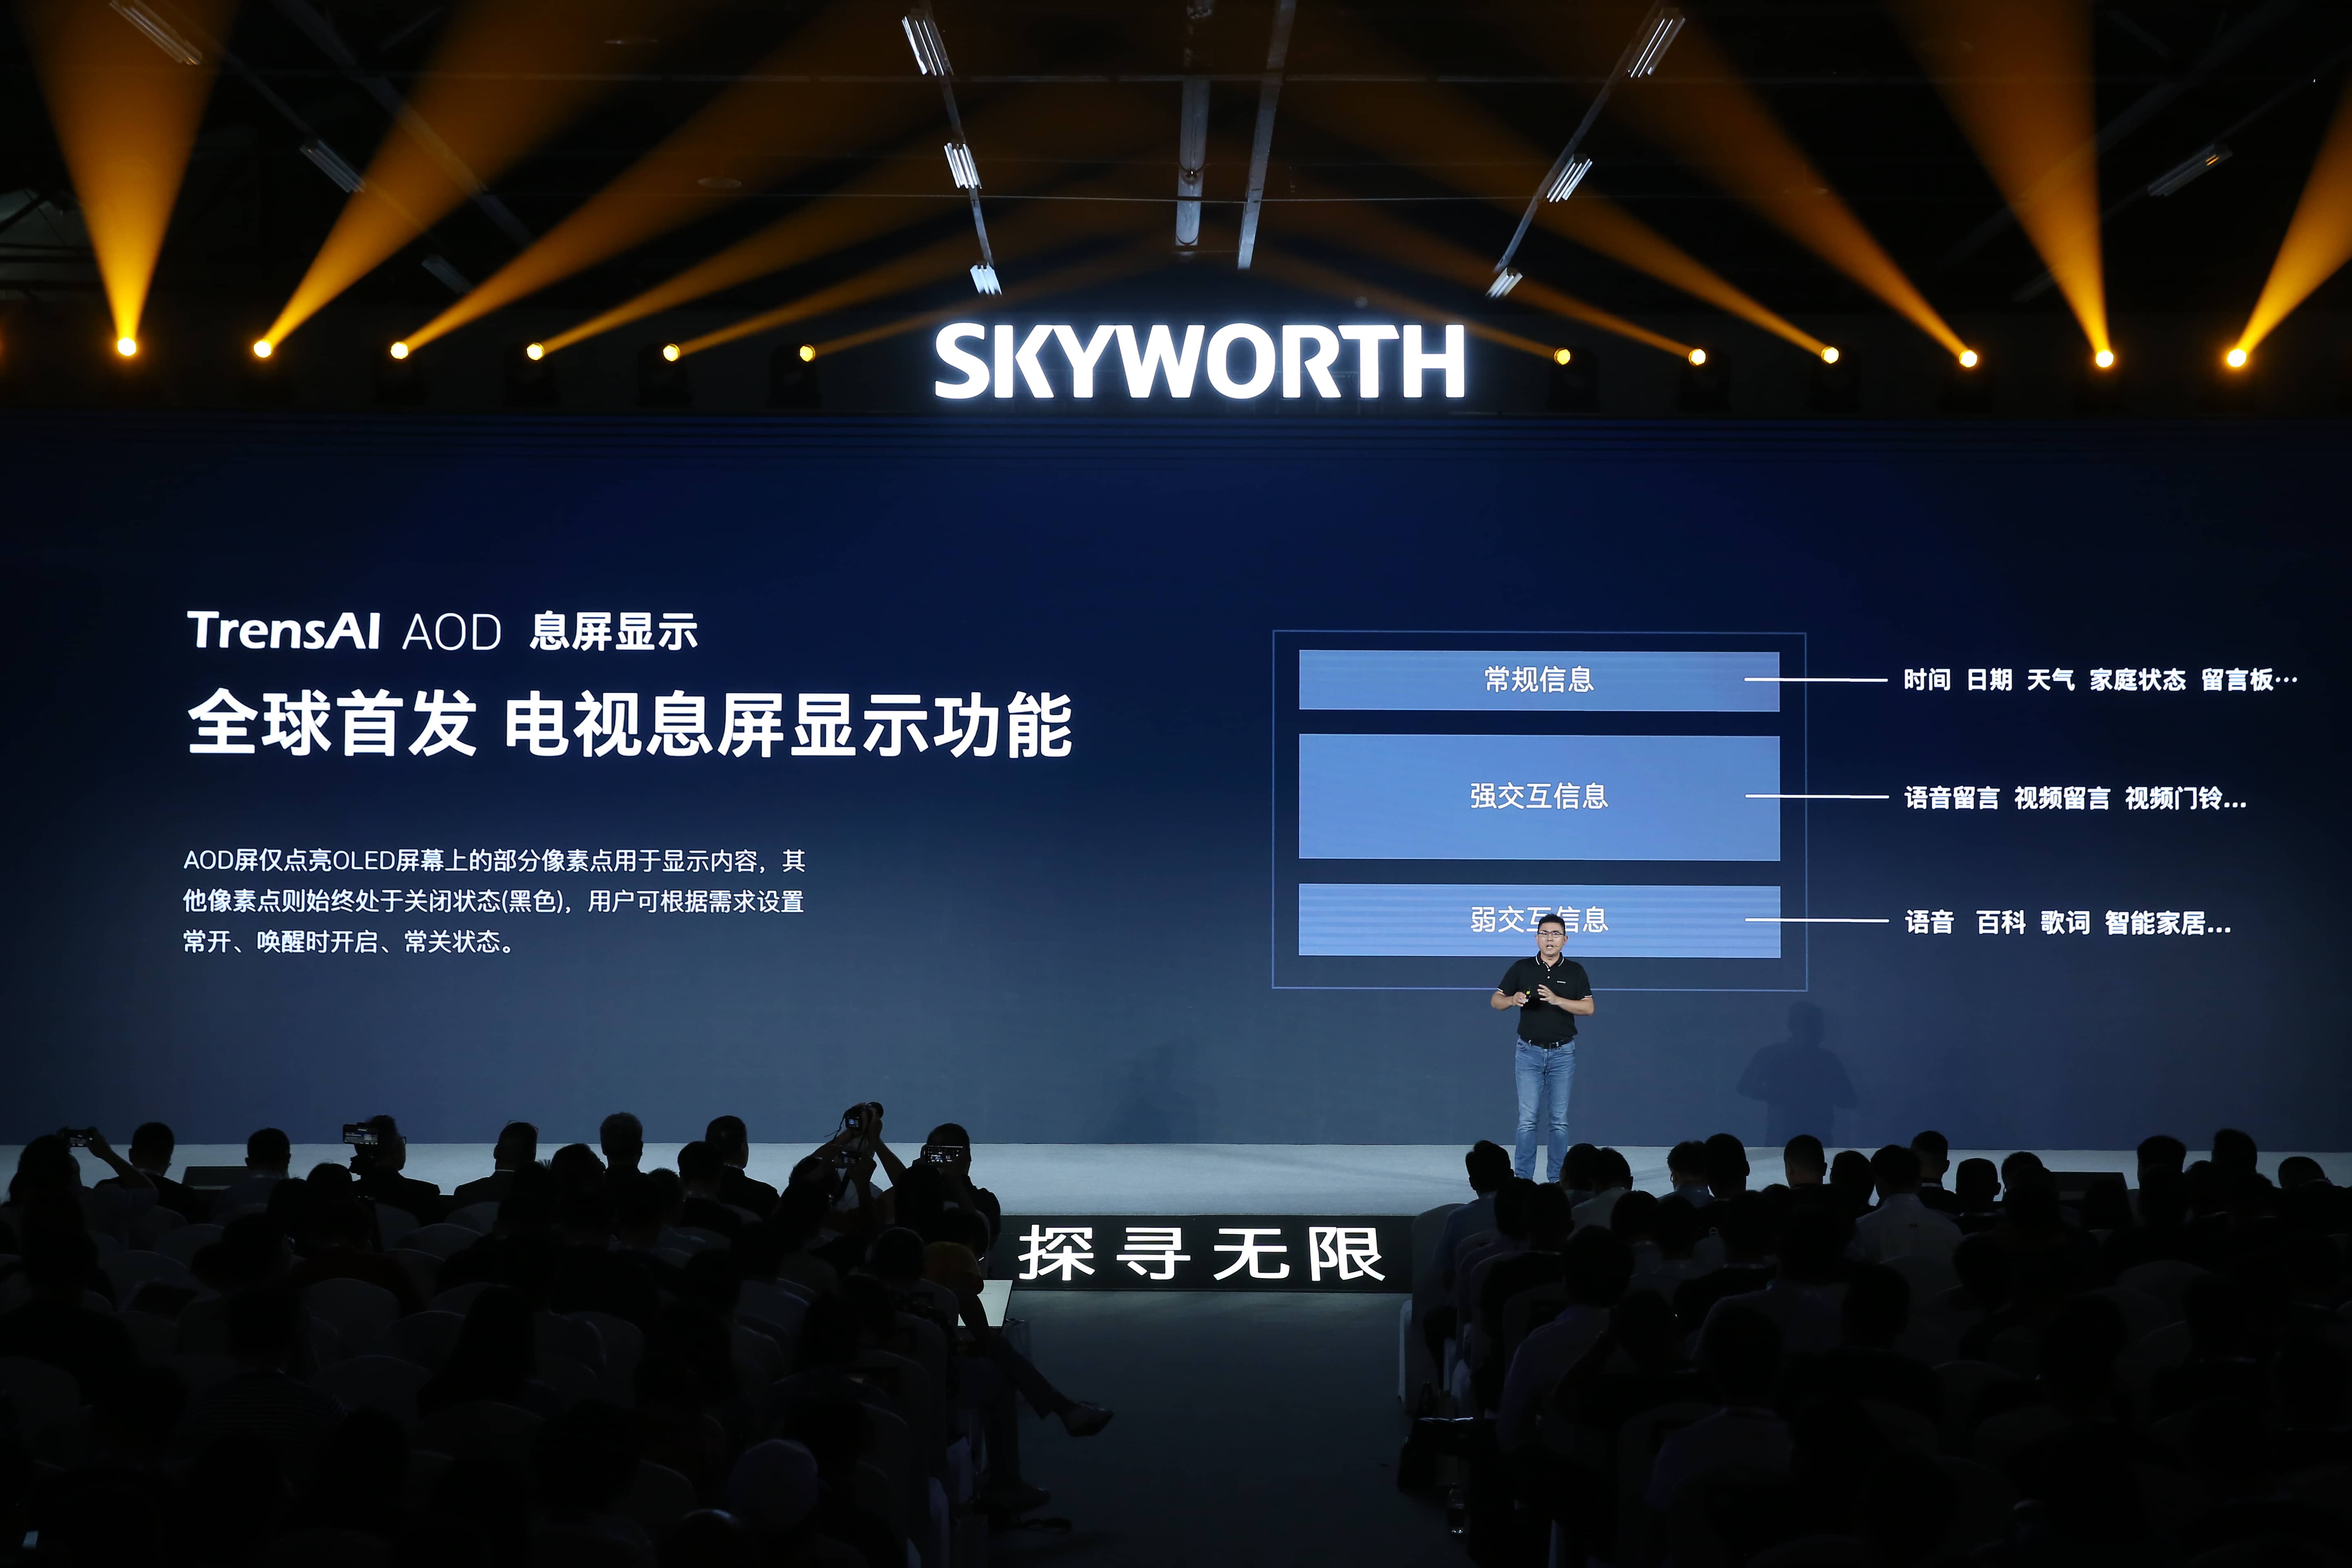 SKYWORTH
TrensAI AOD 息屏显示
全球首发 电视息屏显示功能
AOD屏仅点亮OLED屏幕上的部分像素点用于显示内容，其
他像素点则始终处于关闭状态(黑色)，用户可根据需求设置
常开、唤醒时开启、常关状态。
常规信息
时间 日期 天气 家庭状态 留言板…
强交互信息
语音留言 视频留言 视频门铃...
弱交互信息
语音 百科 歌词 智能家居...
探寻无限